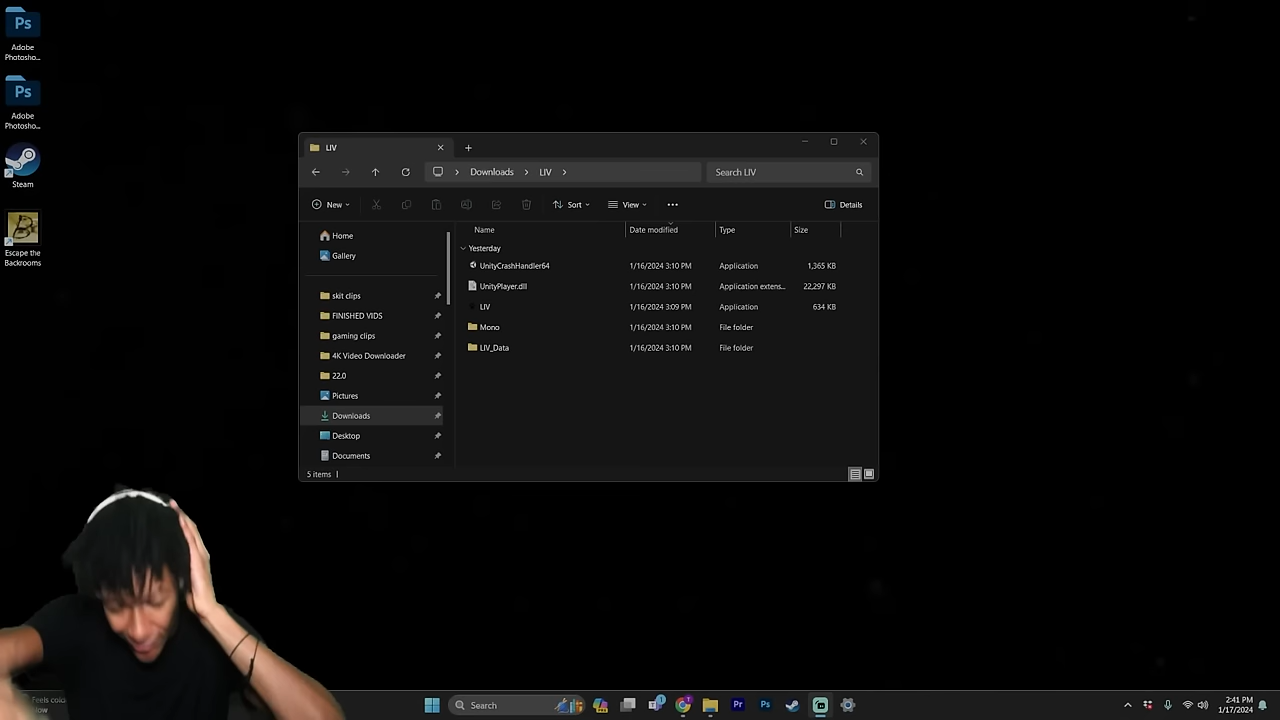 Ps
Adobe
Photosho...
Ps
Adobe
Photosho...
Steam
Escape the
Backrooms
LIV
Downloads
LIV
Search LIV
New
Sort
View
Details
Name
Date modified
Type
Size
Yesterday
UnityCrashHandler64
1/16/2024 3:10 PM
Application
1,365 KB
UnityPlayer.dll
1/16/2024 3:10 PM
Application extens...
22,297 KB
LIV
1/16/2024 3:09 PM
Application
634 KB
Mono
1/16/2024 3:10 PM
File folder
LIV_Data
1/16/2024 3:10 PM
File folder
Home
Gallery
skit clips
FINISHED VIDS
gaming clips
4K Video Downloader
22.0
Pictures
Downloads
Desktop
Documents
5 items
Feels
Search
Pr
Ps
2:41 PM
1/17/2024